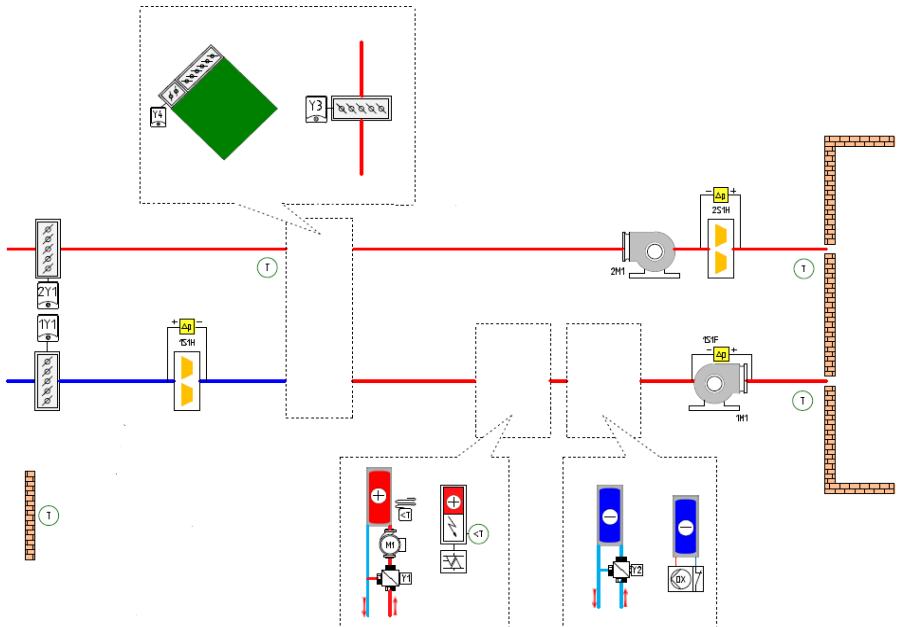 Y4
Y3
- Δp +
2S1H
2M1
T
T
2Y1
1Y1
+ Δp -
1S1H
1S1F
- Δp +
1M1
T
T
+
<T
M1
Y1
+
<T
-
Y2
-
DX